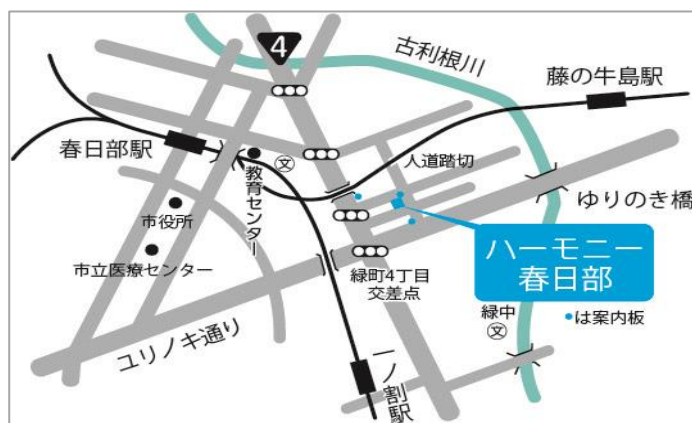 4
古利根川
藤の牛島駅
春日部駅
文
人道踏切
教育センター
市役所
ゆりのき橋
市立医療センター
ハーモニー
春日部
緑町4丁目
交差点
ユリノキ通り
緑中
文
は案内板
一ノ割駅